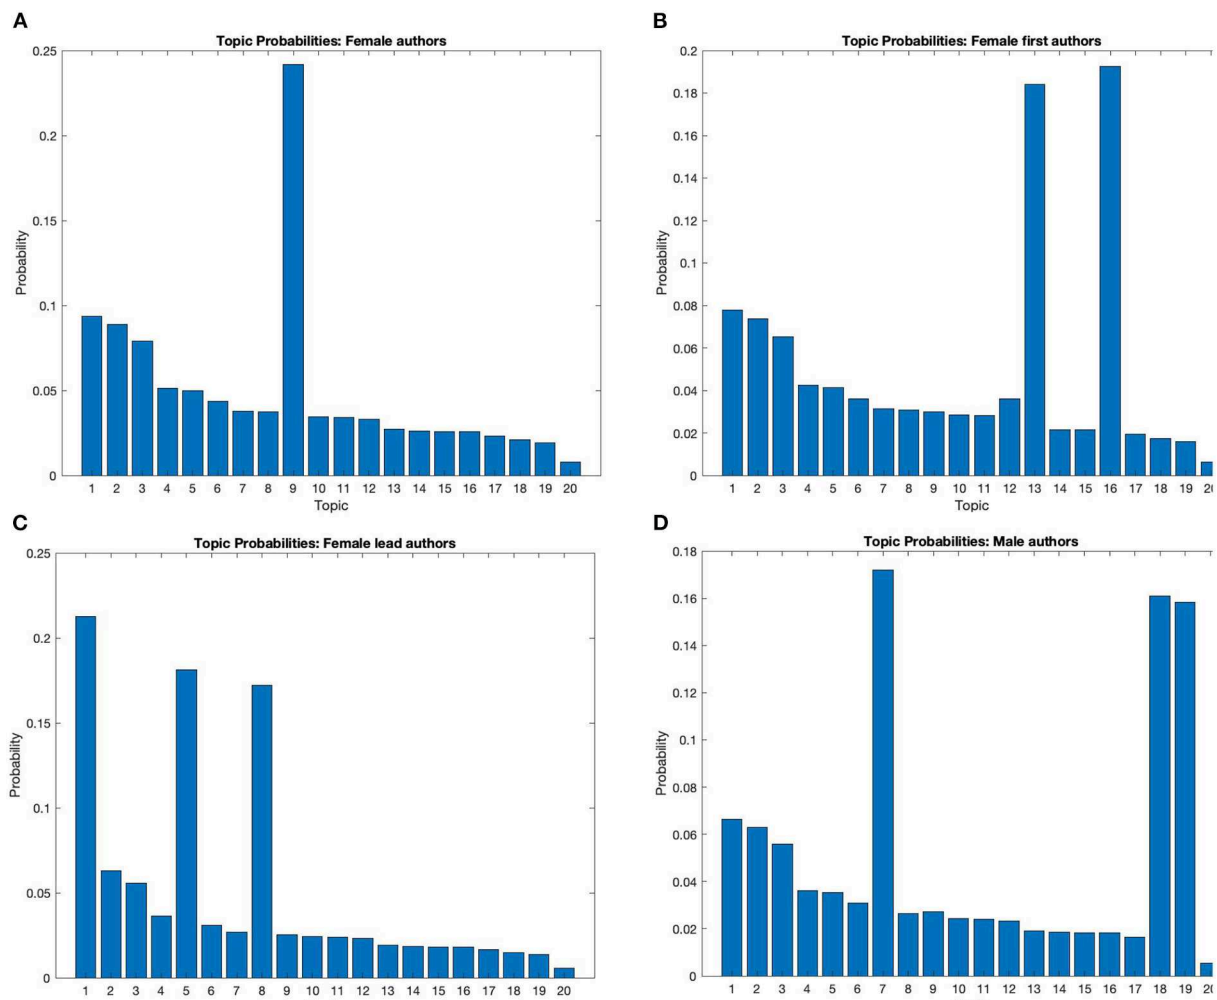 A
Topic Probabilities: Female authors
0.25
0.2
0.15
0.1
0.05
0
Probability
1 2 3 4 5 6 7 8 9 10 11 12 13 14 15 16 17 18 19 20
Topic
B
Topic Probabilities: Female first authors
0.2
0.18
0.16
0.14
0.12
0.1
0.08
0.06
0.04
0.02
0
Probability
1 2 3 4 5 6 7 8 9 10 11 12 13 14 15 16 17 18 19 20
Topic
C
Topic Probabilities: Female lead authors
0.25
0.2
0.15
0.1
0.05
0
Probability
1 2 3 4 5 6 7 8 9 10 11 12 13 14 15 16 17 18 19 20
D
Topic Probabilities: Male authors
0.18
0.16
0.14
0.12
0.1
0.08
0.06
0.04
0.02
0
Probability
1 2 3 4 5 6 7 8 9 10 11 12 13 14 15 16 17 18 19 20